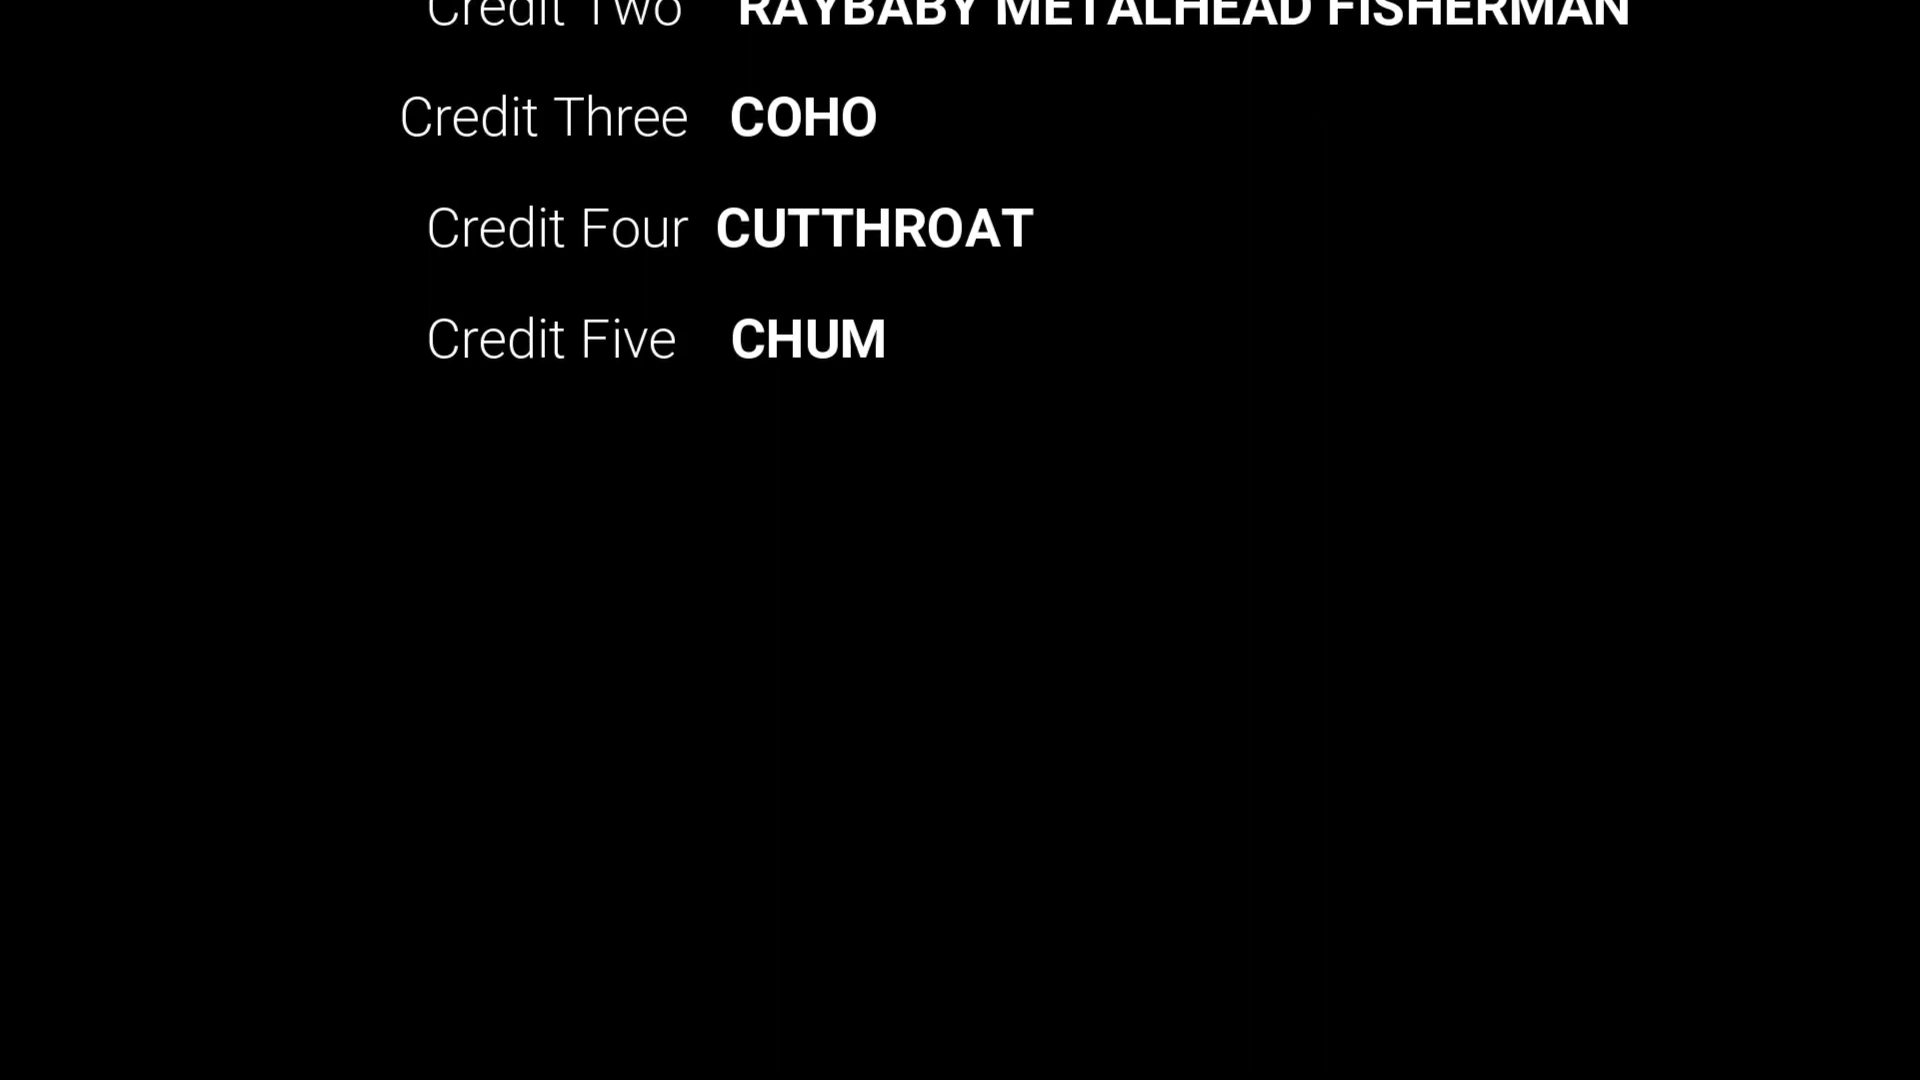 Credit Two RAYBABY METALHEAD FISHERMAN
Credit Three COHO
Credit Four CUTTHROAT
Credit Five CHUM